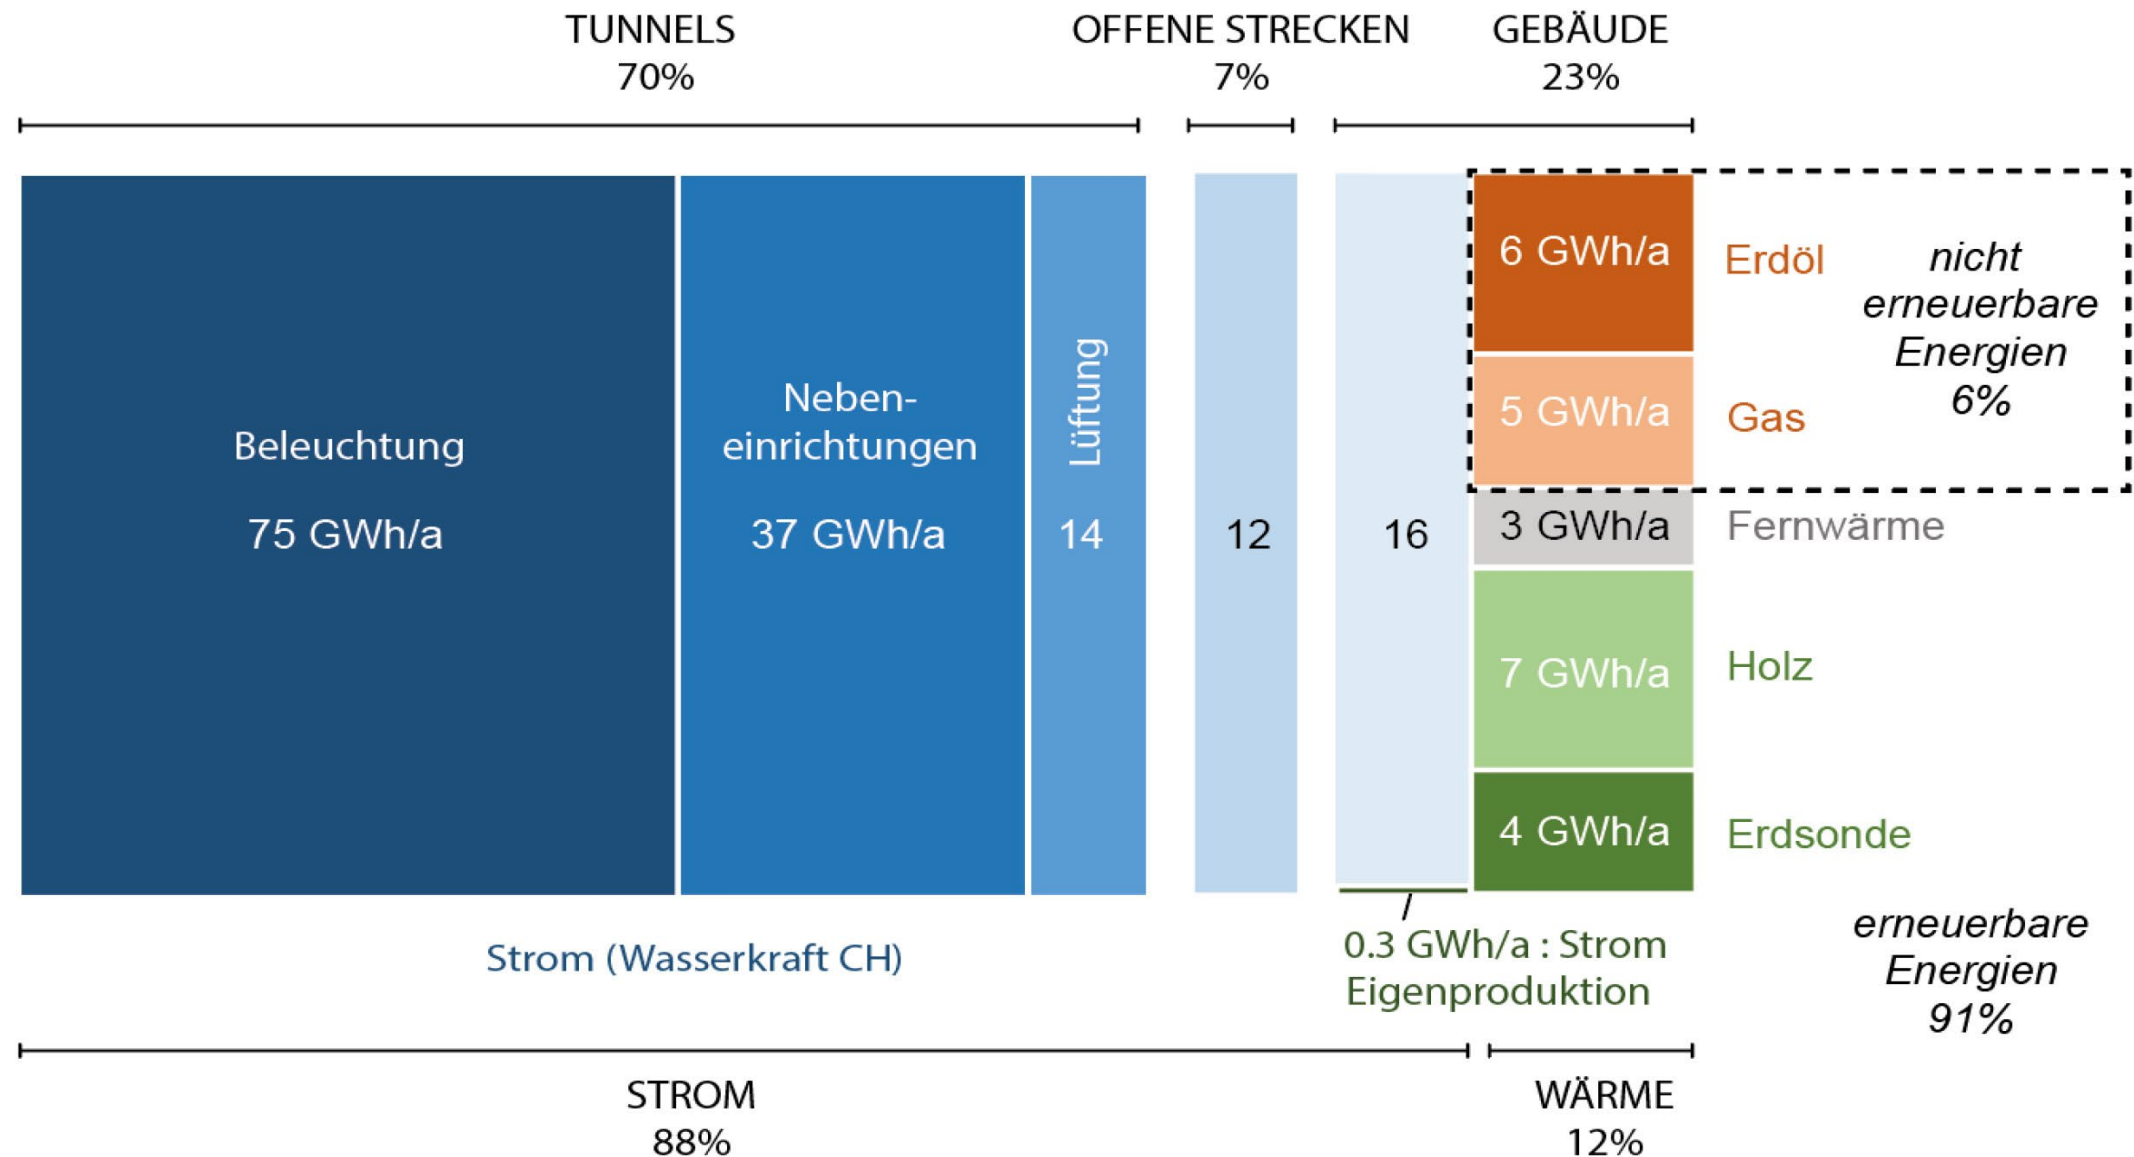 TUNNELS
70%
OFFENE STRECKEN
7%
GEBÄUDE
23%
Beleuchtung
75 GWh/a
Neben-
einrichtungen
37 GWh/a
Lüftung
14
12
16
6 GWh/a
Erdöl
5 GWh/a
Gas
nicht
erneuerbare
Energien
6%
3 GWh/a
Fernwärme
7 GWh/a
Holz
4 GWh/a
Erdsonde
Strom (Wasserkraft CH)
0.3 GWh/a : Strom
Eigenproduktion
erneuerbare
Energien
91%
STROM
88%
WÄRME
12%